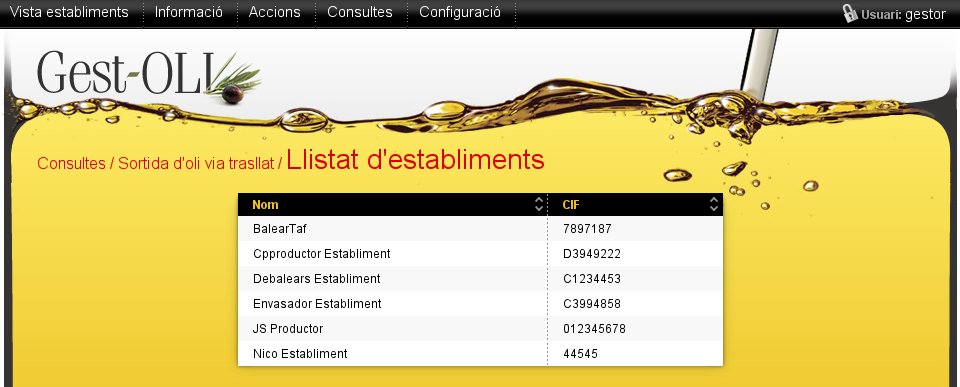 Vista establiments Informació Accions Consultes Configuració Usuari: gestor
Gest-OLI
Consultes / Sortida d'oli via trasllat / Llistat d'establiments
Nom CIF
BalearTaf 7897187
Cpproductor Establiment D3949222
Debalears Establiment C1234453
Envasador Establiment C3994858
JS Productor 012345678
Nico Establiment 44545